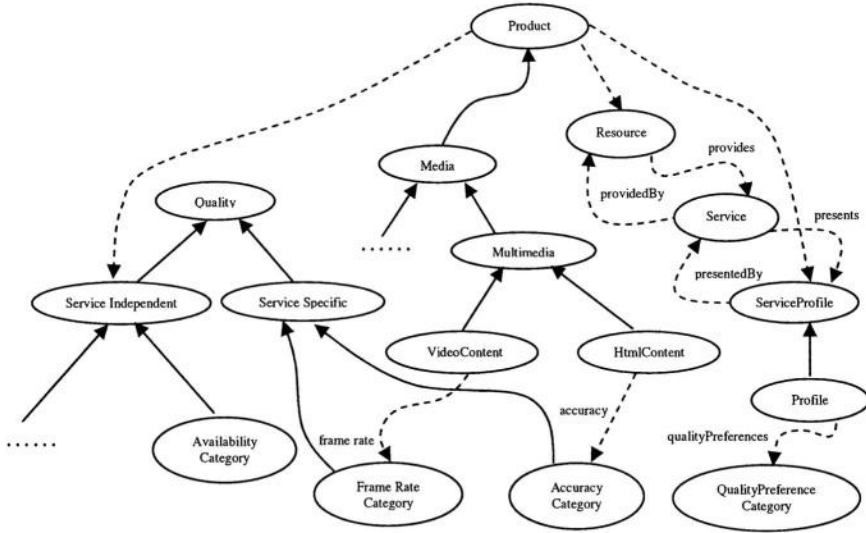 Product
Resource
provides
Media
providedBy
Quality
Service
presents
......
Multimedia
presentedBy
Service Independent
Service Specific
ServiceProfile
VideoContent
HtmlContent
Profile
accuracy
qualityPreferences
......
Availability
Category
frame rate
Frame Rate
Category
Accuracy
Category
QualityPreference
Category